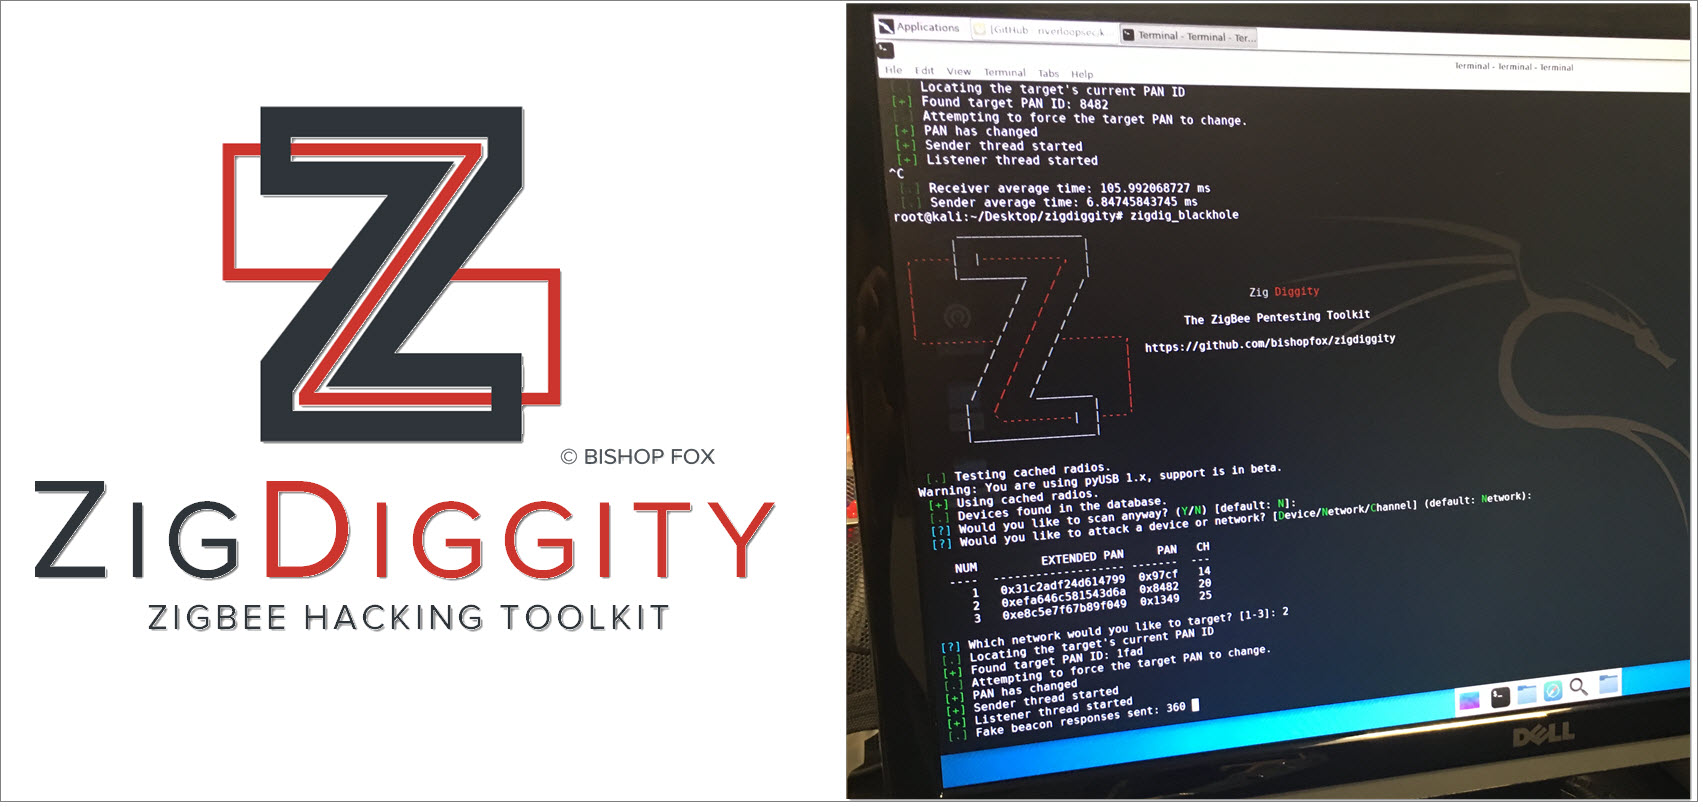 © BISHOP FOX
ZIGDIGGITY
ZIGBEE HACKING TOOLKIT
Applications
[GitHub - riverloopsec/k...
Terminal - Terminal - Ter...
Terminal - Terminal - Terminal
File Edit View Terminal Tabs Help
[.] Locating the target's current PAN ID
[+] Found target PAN ID: 8482
[.] Attempting to force the target PAN to change.
[+] PAN has changed
[+] Sender thread started
[+] Listener thread started
^C
[.] Receiver average time: 105.992068727 ms
[.] Sender average time: 6.84745843745 ms
root@kali:~/Desktop/zigdiggity# zigdig_blackhole
Zig Diggity
The ZigBee Pentesting Toolkit
https://github.com/bishopfox/zigdiggity
[.] Testing cached radios.
Warning: You are using pyUSB 1.x, support is in beta.
[+] Using cached radios.
[.] Devices found in the database.
[?] Would you like to scan anyway? (Y/N) [default: N]:
[?] Would you like to attack a device or network? [Device/Network/Channel] (default: Network):
NUM EXTENDED PAN PAN CH
---- ------------------ ------- ---
1 0x31c2adf24d614799 0x97cf 14
2 0xefa646c581543d6a 0x8482 20
3 0xe8c5e7f67b89f049 0x1349 25
[?] Which network would you like to target? [1-3]: 2
[.] Locating the target's current PAN ID
[+] Found target PAN ID: 1fad
[.] Attempting to force the target PAN to change.
[+] PAN has changed
[+] Sender thread started
[+] Listener thread started
[.] Fake beacon responses sent: 360
DELL